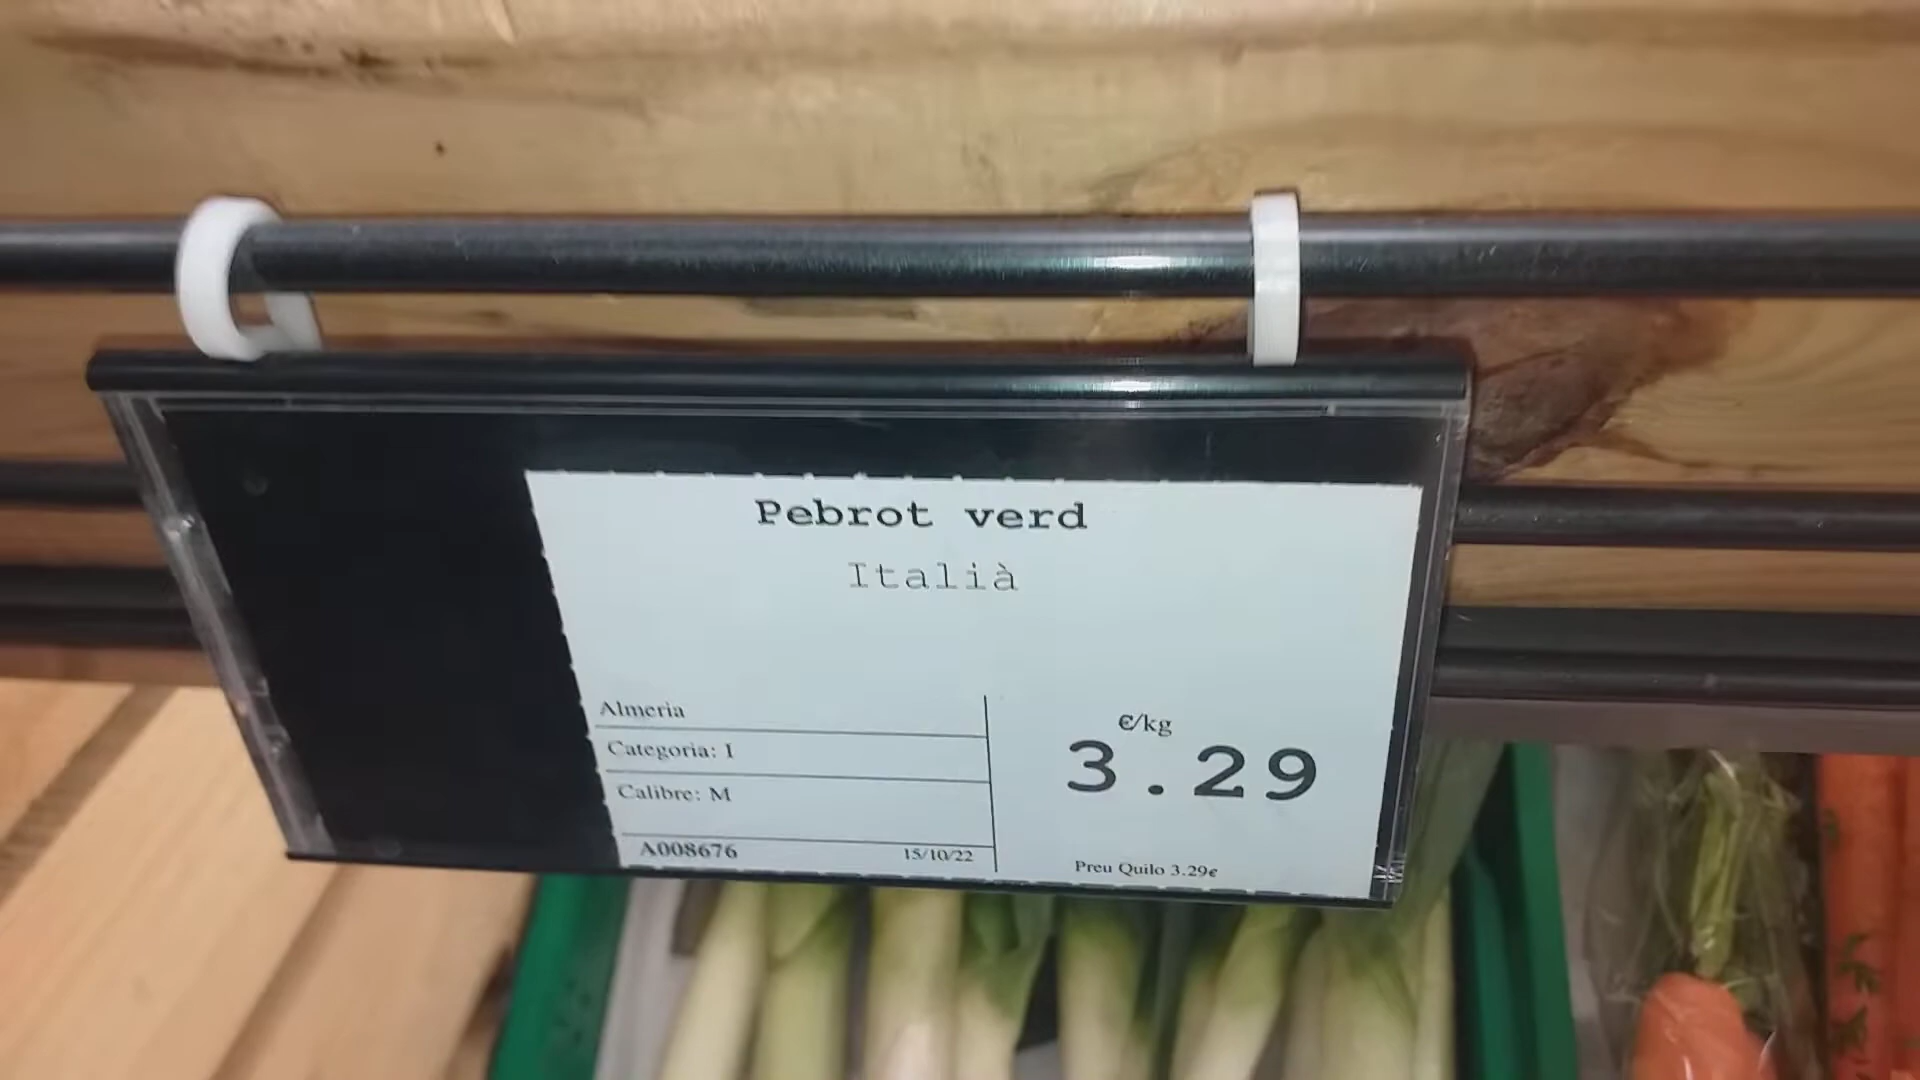 Pebrot verd
Italià
Almeria
Categoria: I
Calibre: M
A008676 15/10/22
€/kg
3.29
Preu Quilo 3.29€